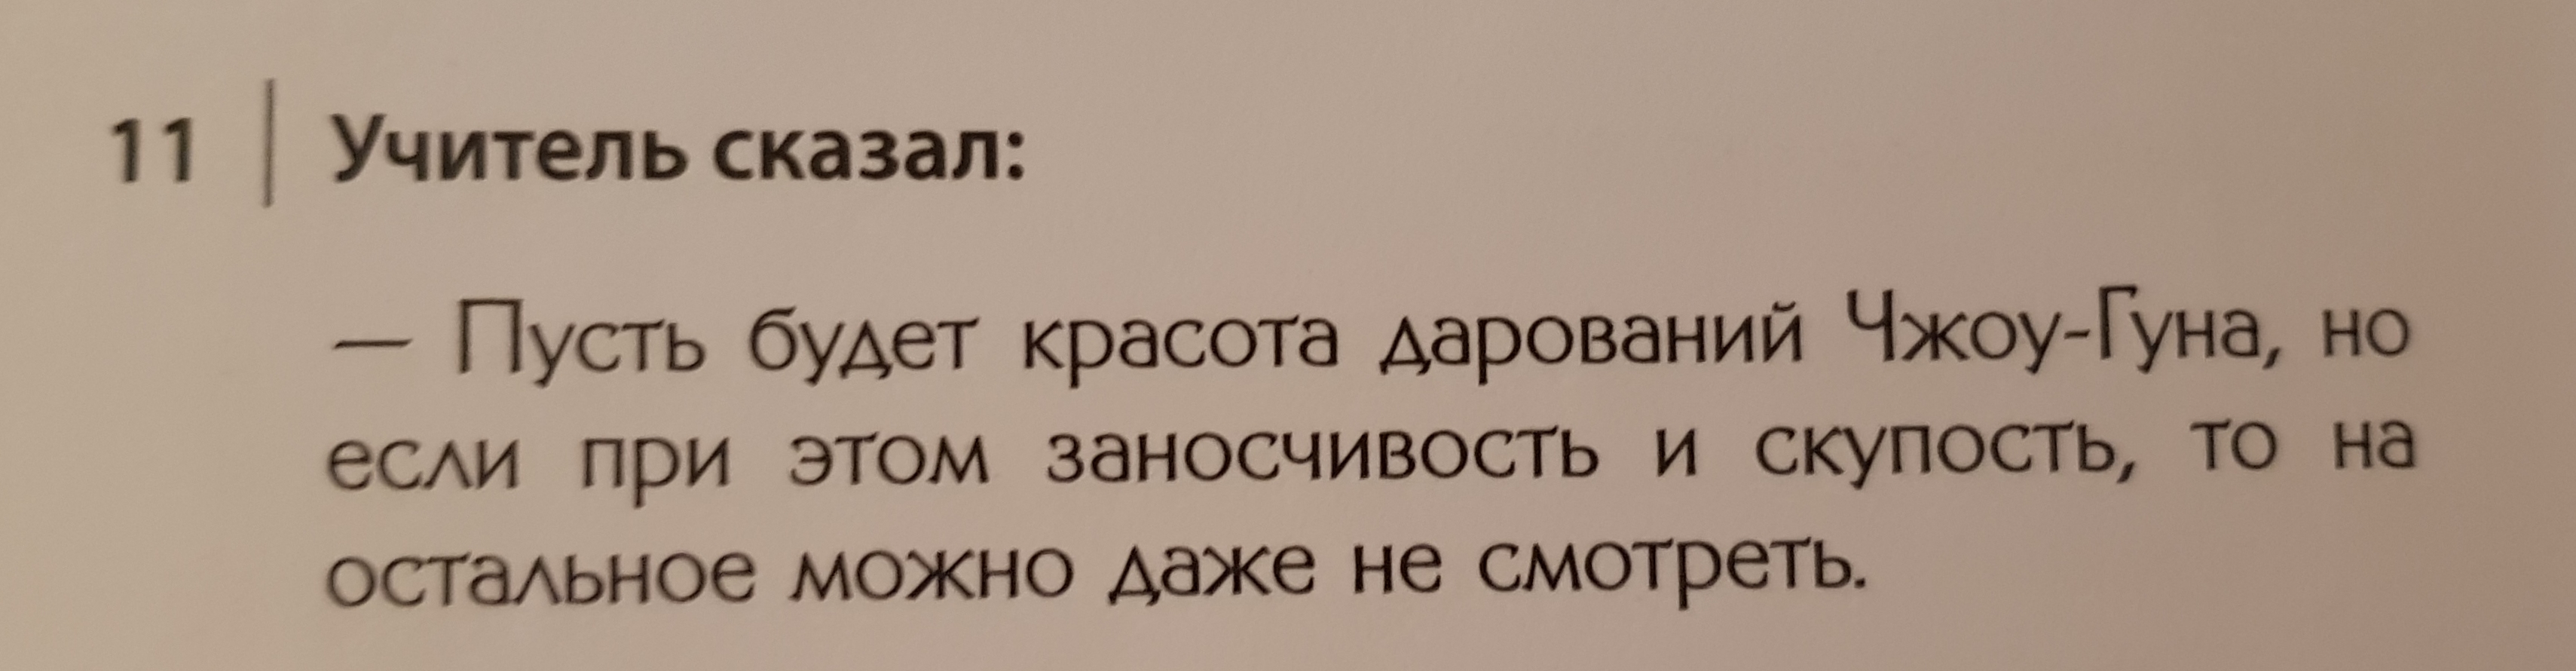 11 | Учитель сказал:
— Пусть будет красота дарований Чжоу-Гуна, но
если при этом заносчивость и скупость, то на
остальное можно даже не смотреть.